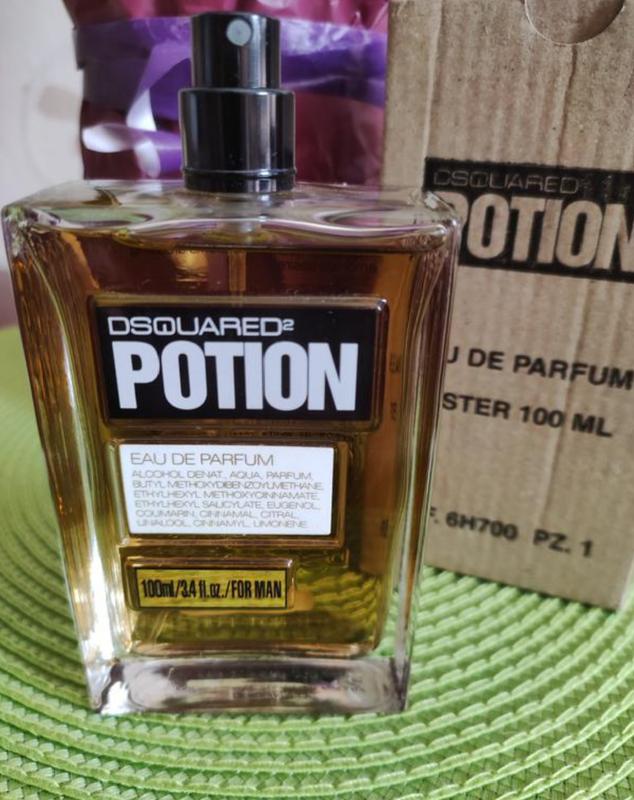 DSQUARED²
POTION
EAU DE PARFUM
ALCOHOL DENAT., AQUA, PARFUM,
BUTYL METHOXYDIBENZOYLMETHANE,
ETHYLHEXYL METHOXYCINNAMATE,
ETHYLHEXYL SALICYLATE, EUGENOL,
COUMARIN, CINNAMAL, CITRAL,
LINALOOL, CINNAMYL, LIMONENE.
100ml/3.4 fl.oz./FOR MAN
DSQUARED
POTION
U DE PARFUM
STER 100 ML
F. 6H700 PZ. 1